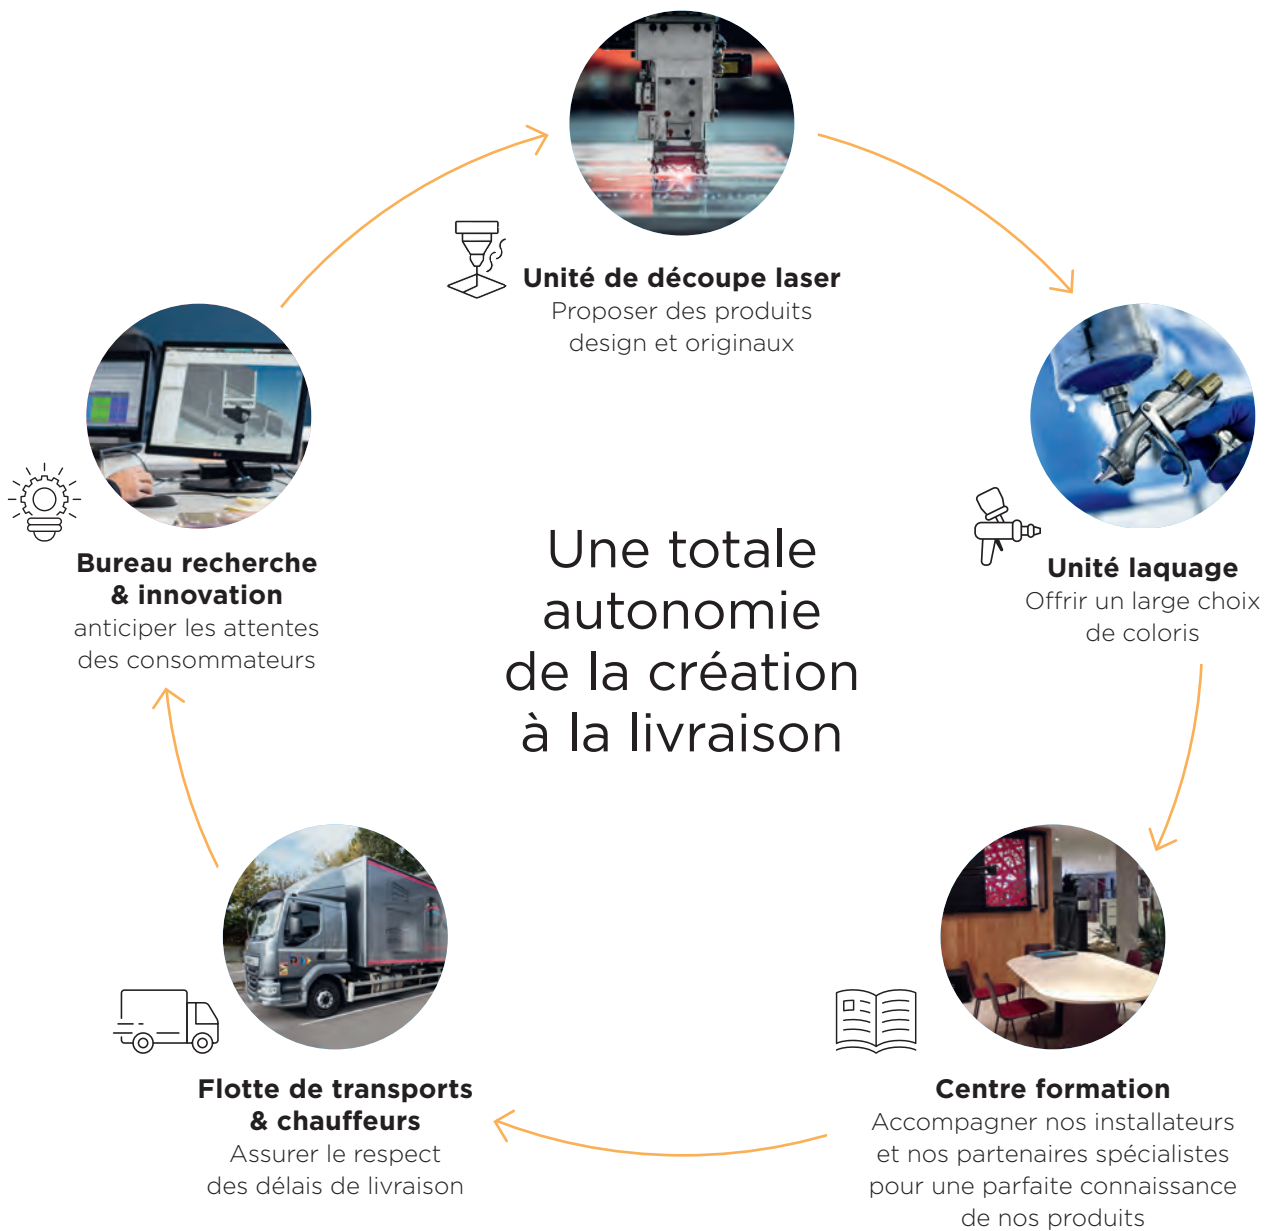 Unité de découpe laser
Proposer des produits
design et originaux
Unité laquage
Offrir un large choix
de coloris
Centre formation
Accompagner nos installateurs
et nos partenaires spécialistes
pour une parfaite connaissance
de nos produits
Flotte de transports
& chauffeurs
Assurer le respect
des délais de livraison
Bureau recherche
& innovation
anticiper les attentes
des consommateurs
Une totale
autonomie
de la création
à la livraison